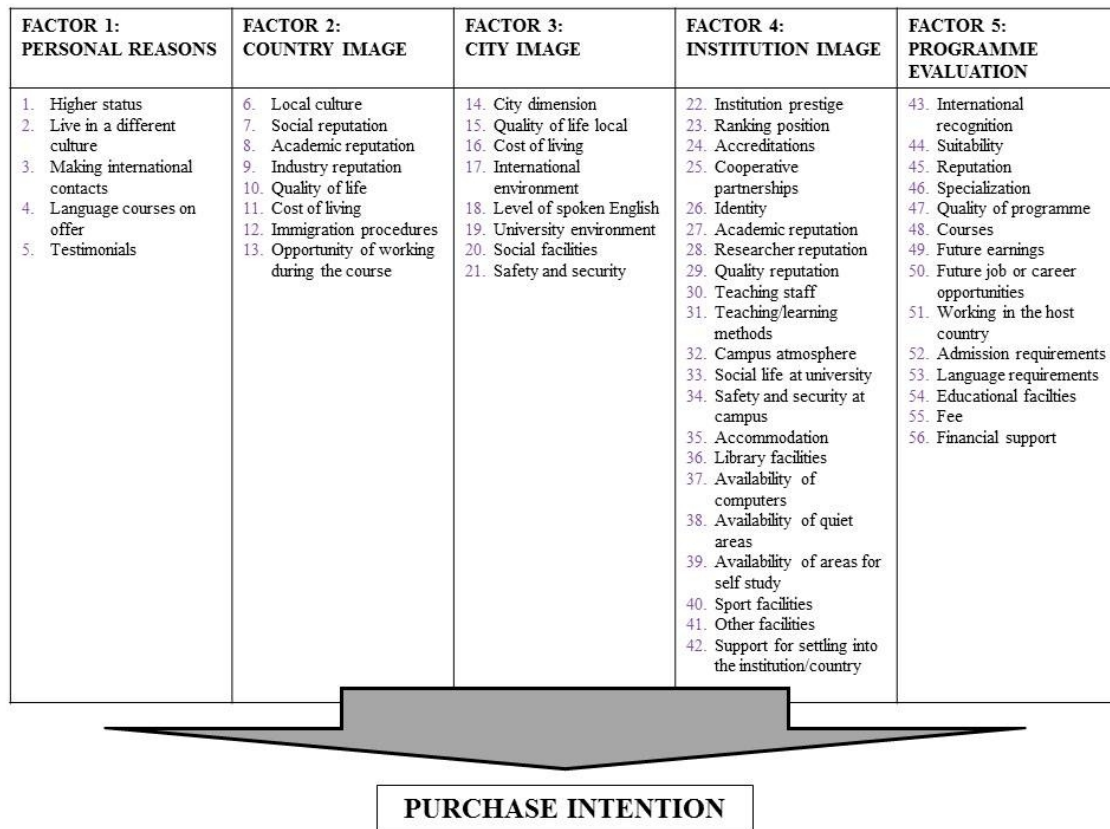 FACTOR 1:
PERSONAL REASONS
1. Higher status
2. Live in a different
culture
3. Making international
contacts
4. Language courses on
offer
5. Testimonials
FACTOR 2:
COUNTRY IMAGE
6. Local culture
7. Social reputation
8. Academic reputation
9. Industry reputation
10. Quality of life
11. Cost of living
12. Immigration procedures
13. Opportunity of working
during the course
FACTOR 3:
CITY IMAGE
14. City dimension
15. Quality of life local
16. Cost of living
17. International
environment
18. Level of spoken English
19. University environment
20. Social facilities
21. Safety and security
FACTOR 4:
INSTITUTION IMAGE
22. Institution prestige
23. Ranking position
24. Accreditations
25. Cooperative
partnerships
26. Identity
27. Academic reputation
28. Researcher reputation
29. Quality reputation
30. Teaching staff
31. Teaching/learning
methods
32. Campus atmosphere
33. Social life at university
34. Safety and security at
campus
35. Accommodation
36. Library facilities
37. Availability of
computers
38. Availability of quiet
areas
39. Availability of areas for
self study
40. Sport facilities
41. Other facilities
42. Support for settling into
the institution/country
FACTOR 5:
PROGRAMME
EVALUATION
43. International
recognition
44. Suitability
45. Reputation
46. Specialization
47. Quality of programme
48. Courses
49. Future earnings
50. Future job or career
opportunities
51. Working in the host
country
52. Admission requirements
53. Language requirements
54. Educational facilties
55. Fee
56. Financial support
PURCHASE INTENTION